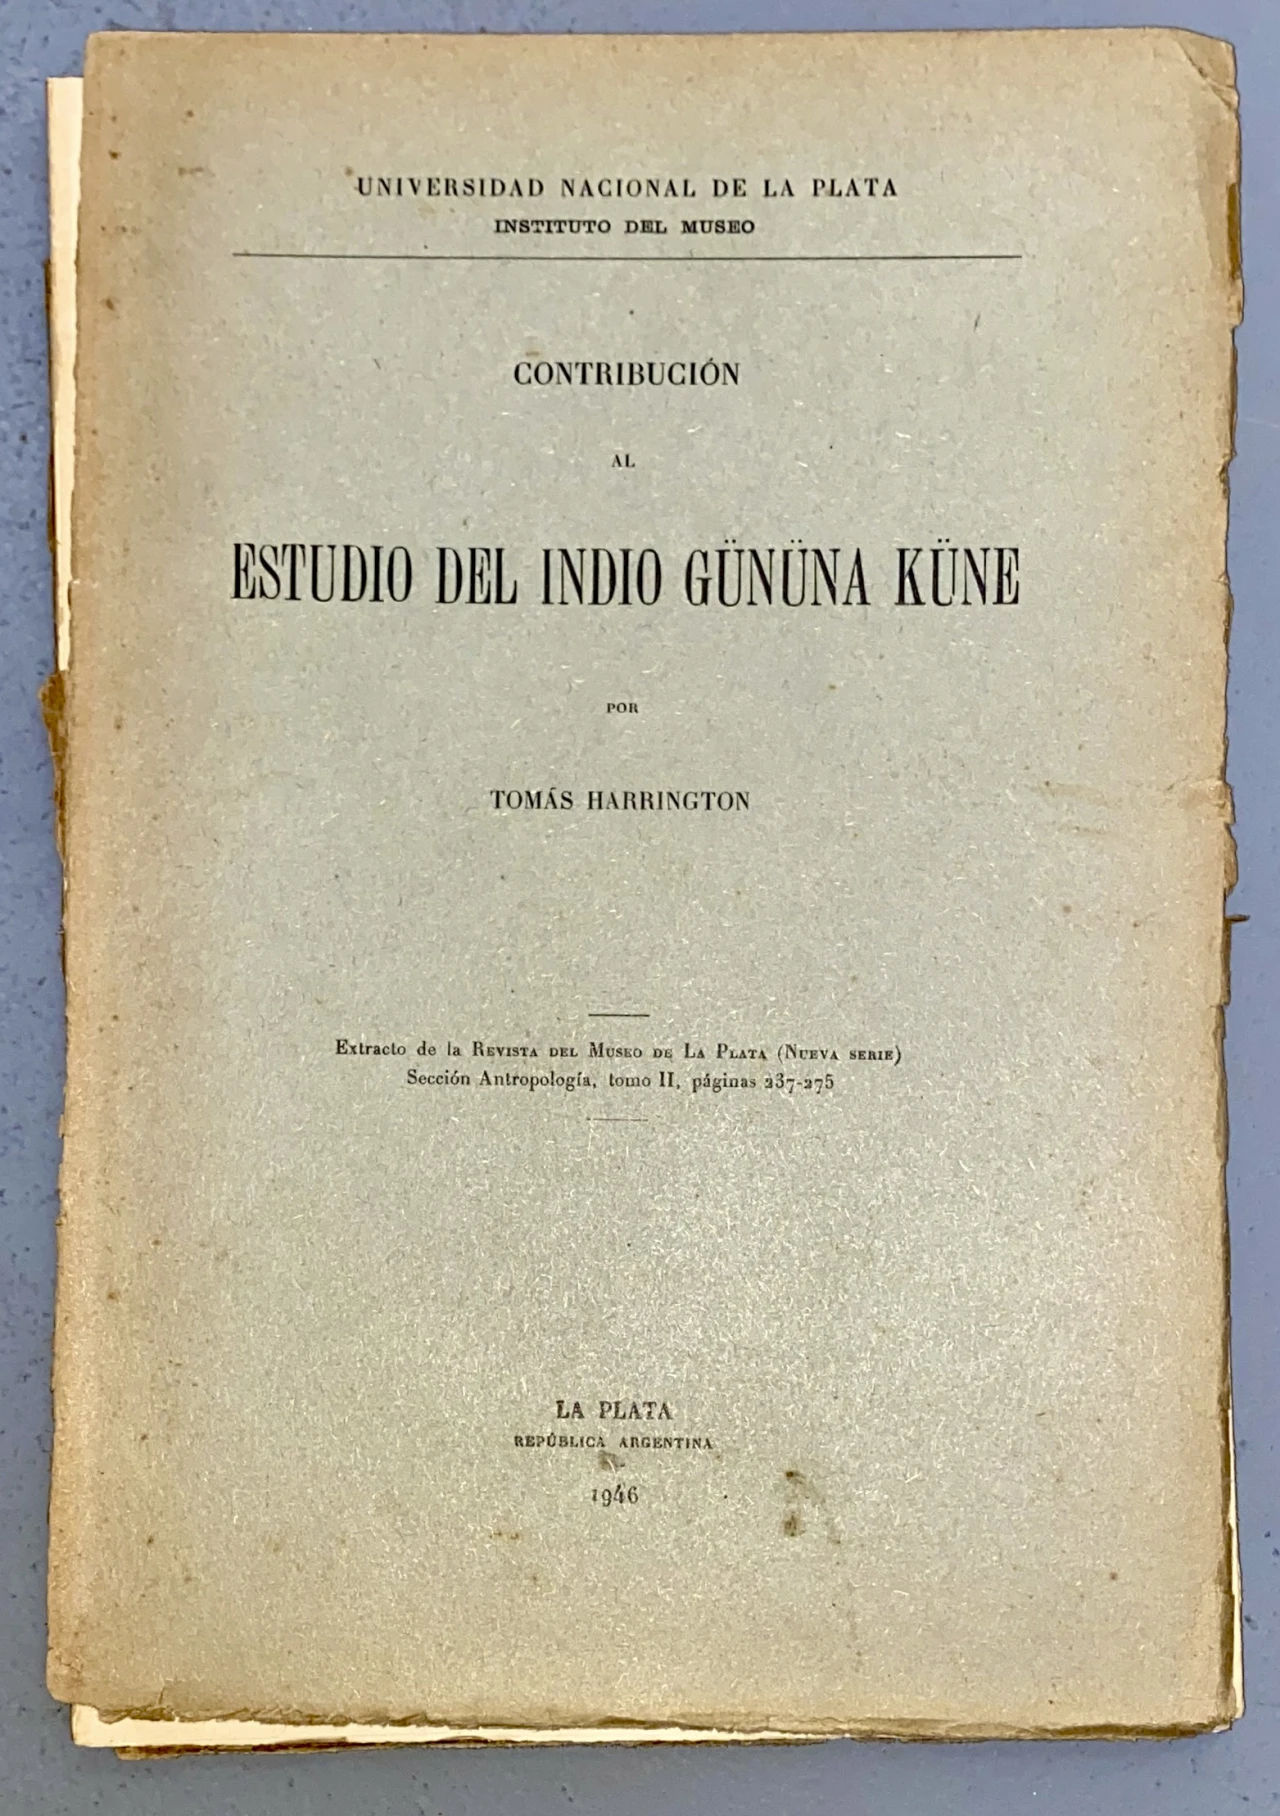 UNIVERSIDAD NACIONAL DE LA PLATA
INSTITUTO DEL MUSEO
CONTRIBUCIÓN
AL
ESTUDIO DEL INDIO GÜNÜNA KÜNE
POR
TOMÁS HARRINGTON
Extracto de la REVISTA DEL MUSEO DE LA PLATA (NUEVA SERIE)
Sección Antropología, tomo II, páginas 237-275
LA PLATA
REPÚBLICA ARGENTINA
1946